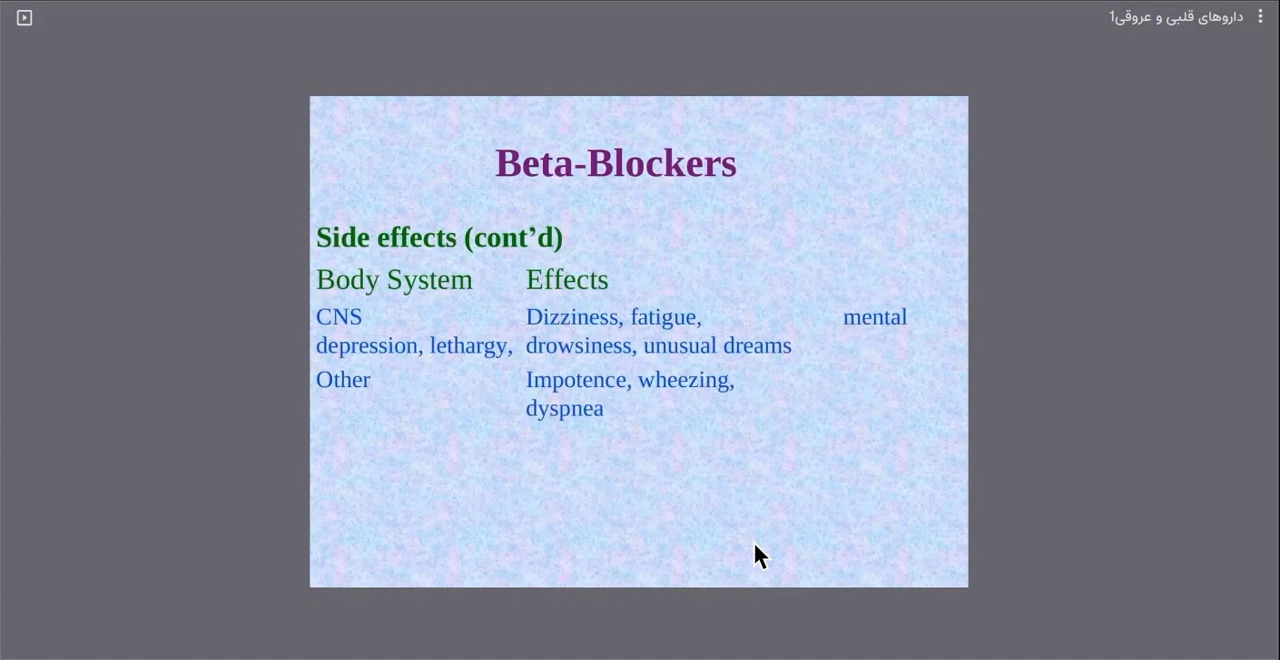 داروهای قلبی و عروقی1
Beta-Blockers
Side effects (cont’d)
Body System Effects
CNS Dizziness, fatigue, mental
depression, lethargy, drowsiness, unusual dreams
Other Impotence, wheezing,
dyspnea